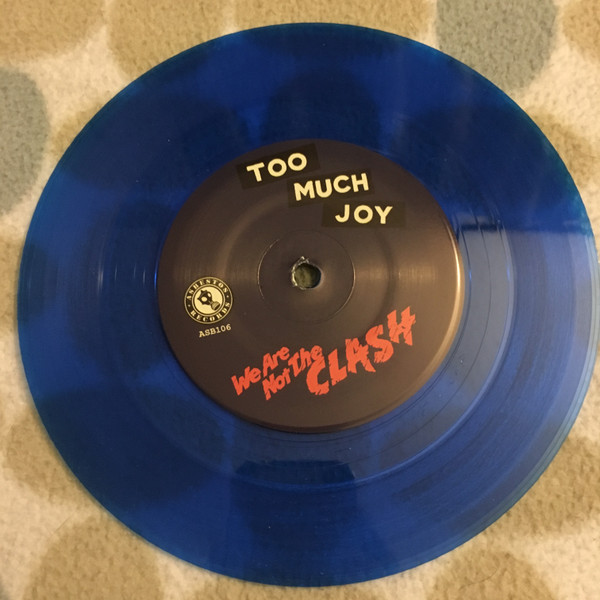 TOO
MUCH
JOY
ASBESTOS
RECORDS
ASB106
We Are
Not The
CLASH